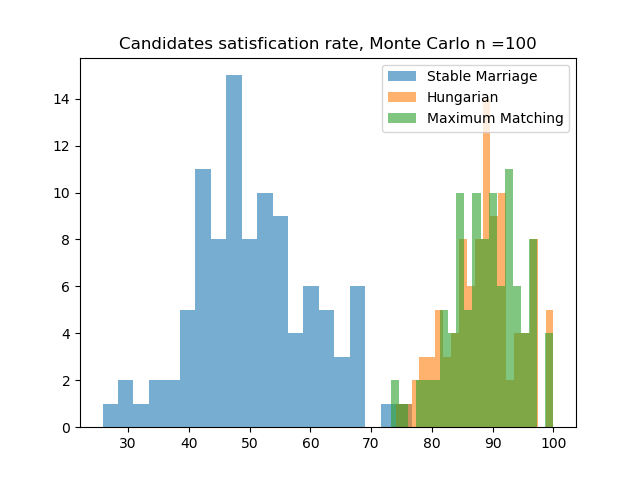 Candidates satisfication rate, Monte Carlo n =100
Stable Marriage
Hungarian
Maximum Matching
14
12
10
8
6
4
2
0
30 40 50 60 70 80 90 100